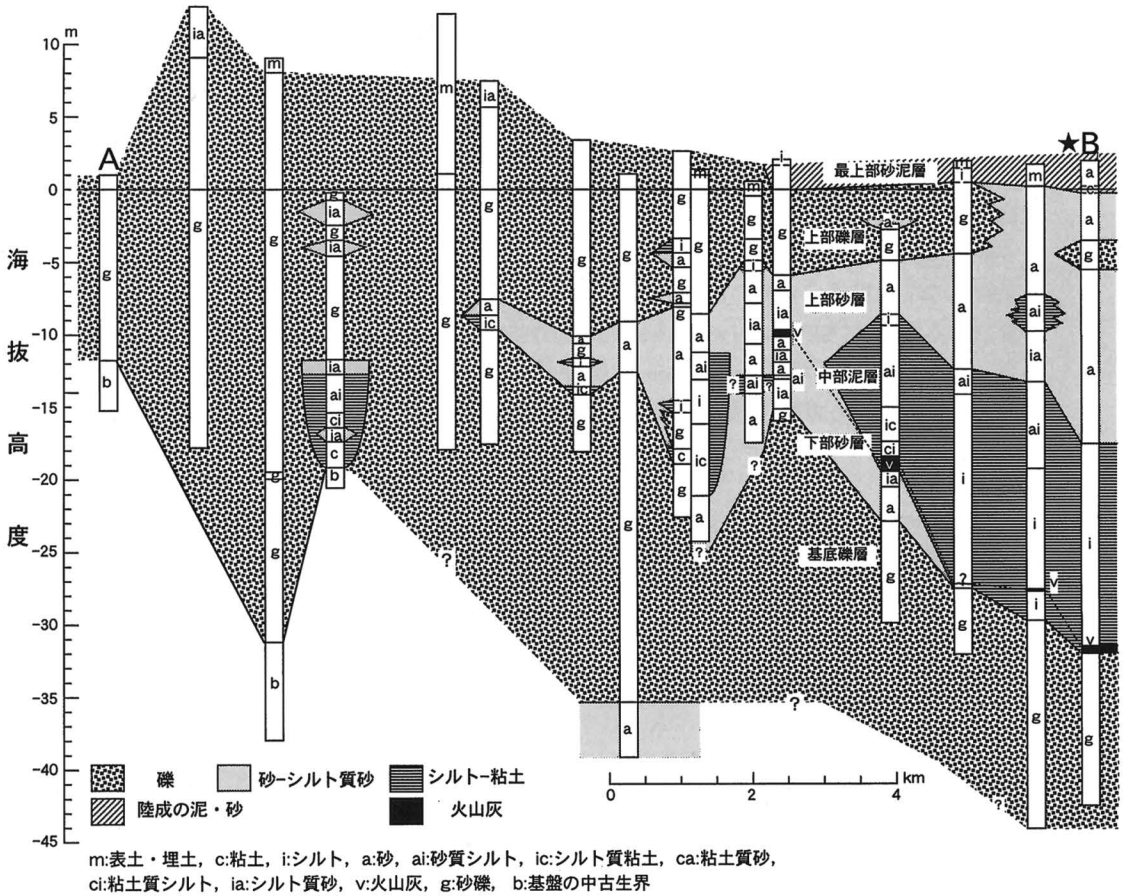 m
10
5
0
-5
-10
-15
-20
-25
-30
-35
-40
-45
海抜高度
A
★B
最上部砂泥層
上部礫層
上部砂層
中部泥層
下部砂層
基底礫層
礫
砂−シルト質砂
シルト−粘土
陸成の泥・砂
火山灰
0 2 4 km
m:表土・埋土, c:粘土, i:シルト, a:砂, ai:砂質シルト, ic:シルト質粘土, ca:粘土質砂,
ci:粘土質シルト, ia:シルト質砂, v:火山灰, g:砂礫, b:基盤の中古生界